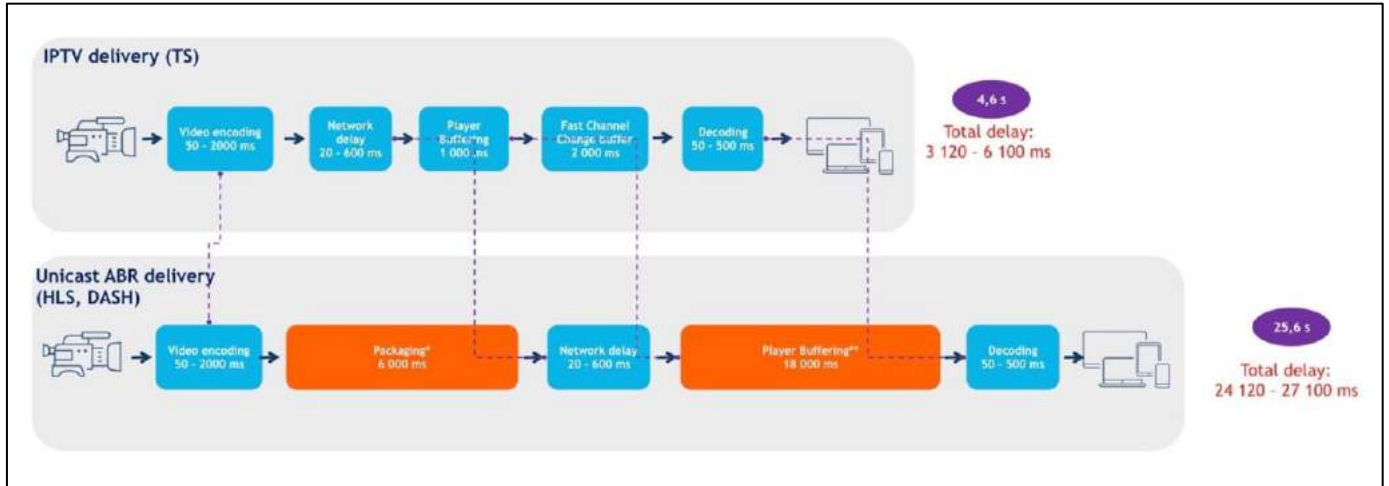 IPTV delivery (TS)
Video encoding
50 - 2000 ms
Network
delay
20 - 600 ms
Player
Buffering
1 000 ms
Fast Channel
Change buffer
2 000 ms
Decoding
50 - 500 ms
4,6 s
Total delay:
3 120 - 6 100 ms
Unicast ABR delivery
(HLS, DASH)
Video encoding
50 - 2000 ms
Packaging*
6 000 ms
Network delay
20 - 600 ms
Player Buffering**
18 000 ms
Decoding
50 - 500 ms
25,6 s
Total delay:
24 120 - 27 100 ms